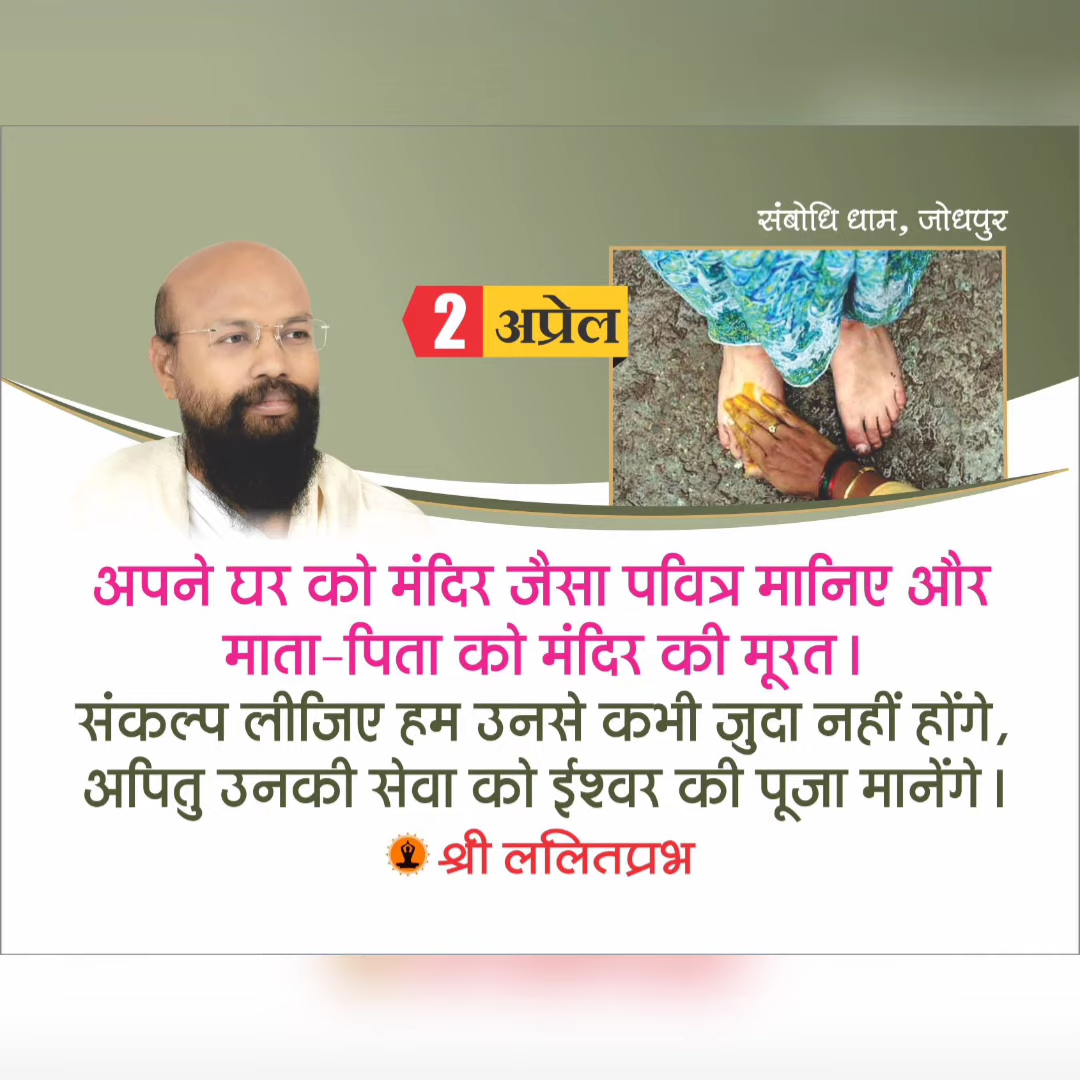 संबोधि धाम, जोधपुर
2 अप्रेल
अपने घर को मंदिर जैसा पवित्र मानिए और
माता-पिता को मंदिर की मूरत।
संकल्प लीजिए हम उनसे कभी जुदा नहीं होंगे,
अपितु उनकी सेवा को ईश्वर की पूजा मानेंगे।
श्री ललितप्रभ